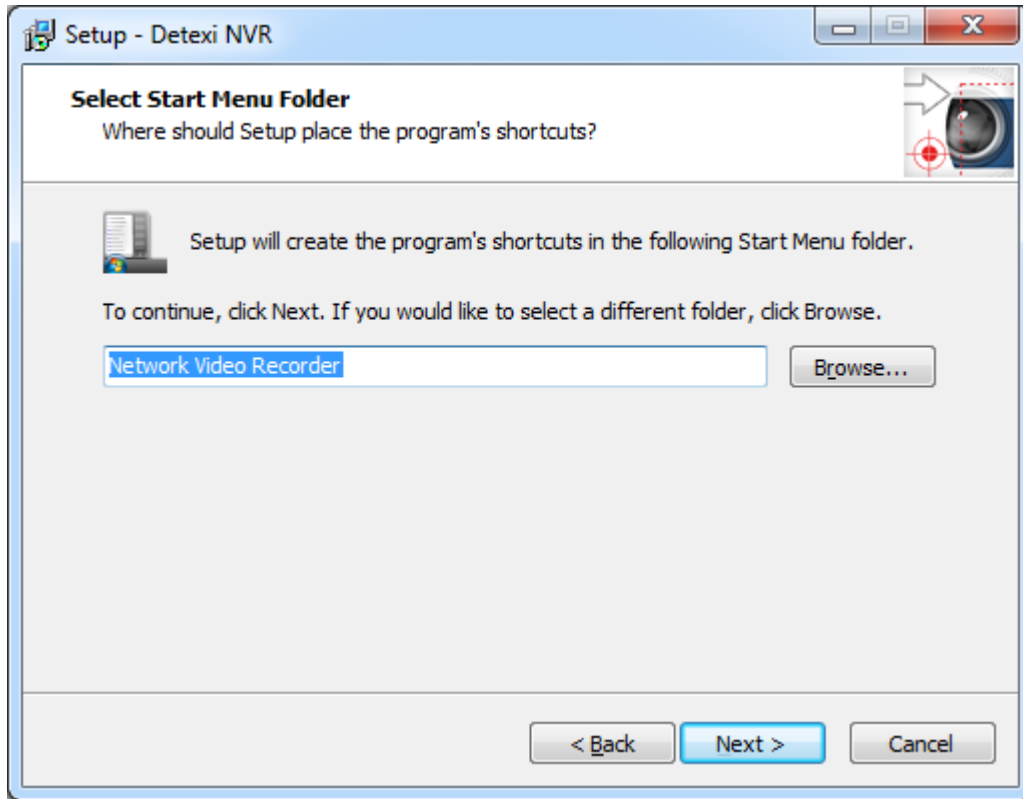 Setup - Detexi NVR
Select Start Menu Folder
Where should Setup place the program's shortcuts?
Setup will create the program's shortcuts in the following Start Menu folder.
To continue, click Next. If you would like to select a different folder, click Browse.
Network Video Recorder
Browse...
< Back
Next >
Cancel